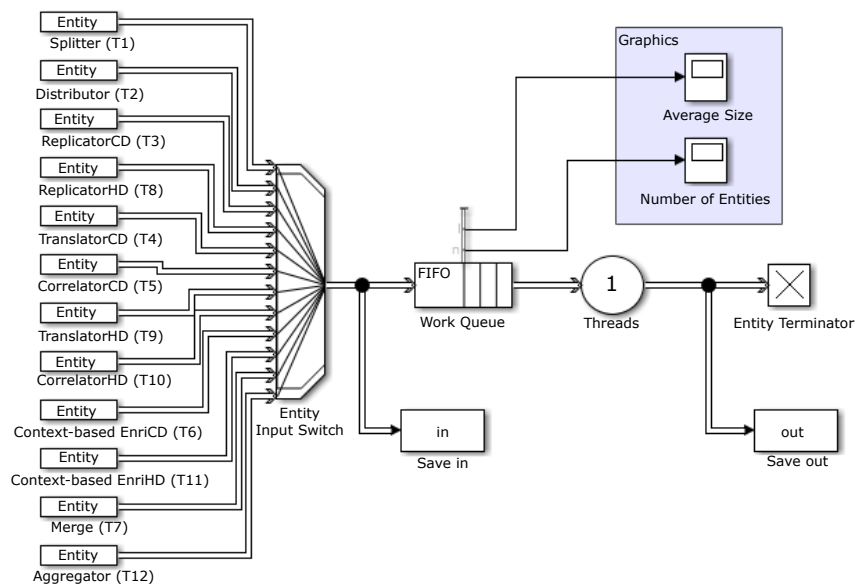 Entity
Splitter (T1)
Entity
Distributor (T2)
Entity
ReplicatorCD (T3)
Entity
ReplicatorHD (T8)
Entity
TranslatorCD (T4)
Entity
CorrelatorCD (T5)
Entity
TranslatorHD (T9)
Entity
CorrelatorHD (T10)
Entity
Context-based EnriCD (T6)
Entity
Context-based EnriHD (T11)
Entity
Merge (T7)
Entity
Aggregator (T12)
Entity
Input Switch
in
Save in
l
n
FIFO
Work Queue
Graphics
Average Size
Number of Entities
1
Threads
Entity Terminator
out
Save out